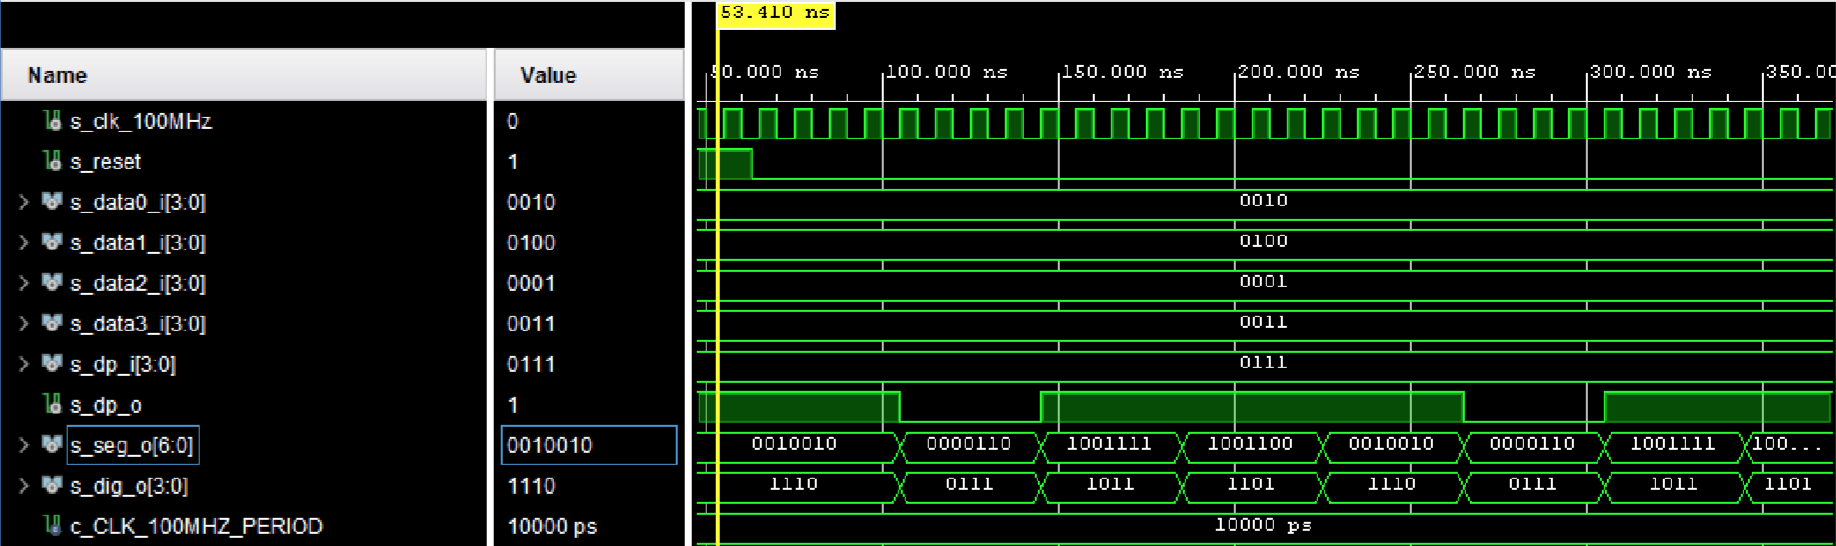 53.410 ns
Name Value 50.000 ns 100.000 ns 150.000 ns 200.000 ns 250.000 ns 300.000 ns 350.00
s_clk_100MHz 0
s_reset 1
s_data0_i[3:0] 0010 0010
s_data1_i[3:0] 0100 0100
s_data2_i[3:0] 0001 0001
s_data3_i[3:0] 0011 0011
s_dp_i[3:0] 0111 0111
s_dp_o 1
s_seg_o[6:0] 0010010 0010010 0000110 1001111 1001100 0010010 0000110 1001111 100...
s_dig_o[3:0] 1110 1110 0111 1011 1101 1110 0111 1011 1101
c_CLK_100MHZ_PERIOD 10000 ps 10000 ps